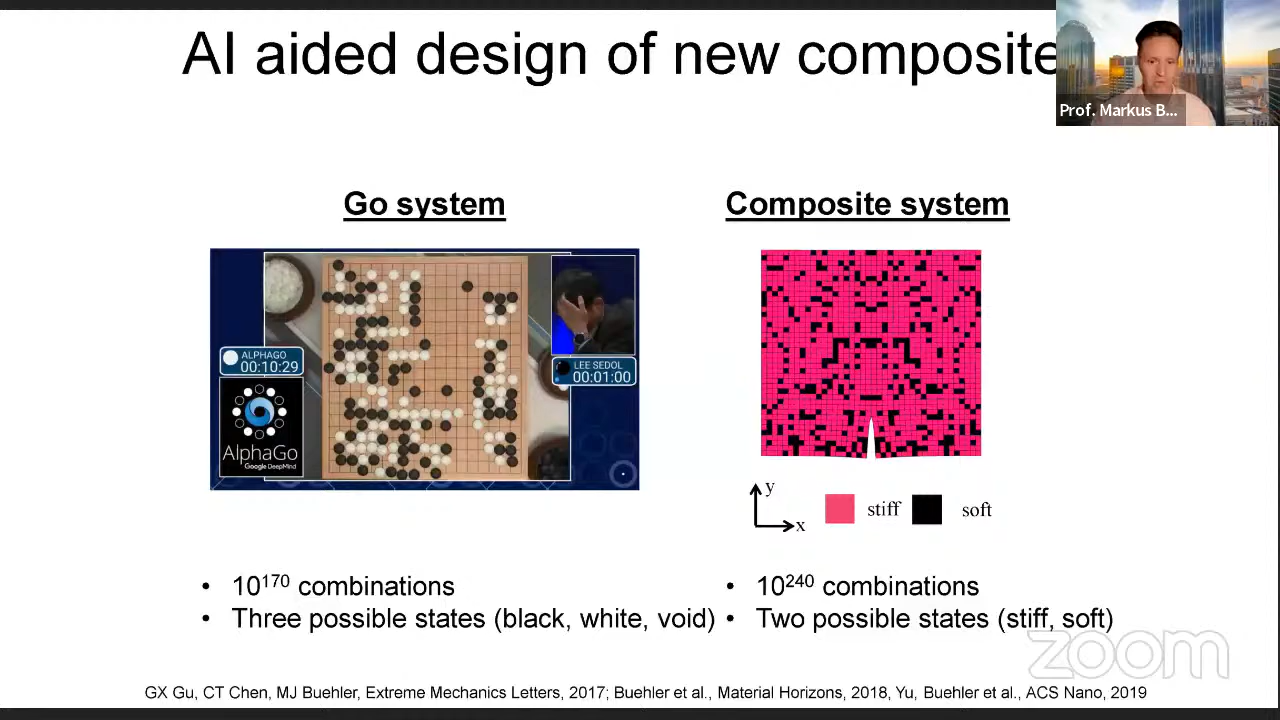 AI aided design of new composite
Prof. Markus B...
Go system
Composite system
ALPHAGO
00:10:29
LEE SEDOL
00:01:00
AlphaGo
Google DeepMind
y
x
stiff
soft
• 10¹⁷⁰ combinations
• Three possible states (black, white, void)
• 10²⁴⁰ combinations
• Two possible states (stiff, soft)
zoom
GX Gu, CT Chen, MJ Buehler, Extreme Mechanics Letters, 2017; Buehler et al., Material Horizons, 2018, Yu, Buehler et al., ACS Nano, 2019